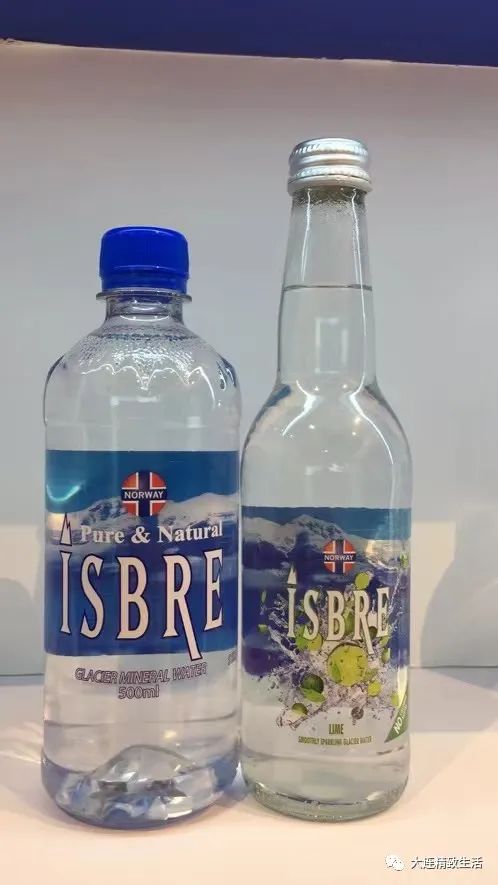 NORWAY
Pure & Natural
ISBRE
GLACIER MINERAL WATER
500ml
NORWAY
ISBRE
LIME
SMOOTHLY SPARKLING GLACIER WATER
NO
大连精致生活